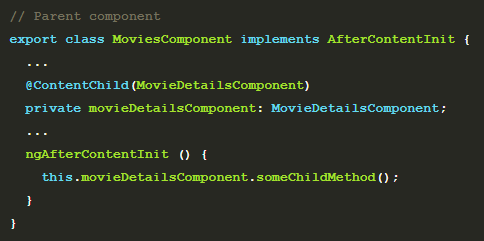 // Parent component
export class MoviesComponent implements AfterContentInit {
  ...
  @ContentChild(MovieDetailsComponent)
  private movieDetailsComponent: MovieDetailsComponent;
  ...
  ngAfterContentInit () {
    this.movieDetailsComponent.someChildMethod();
  }
}